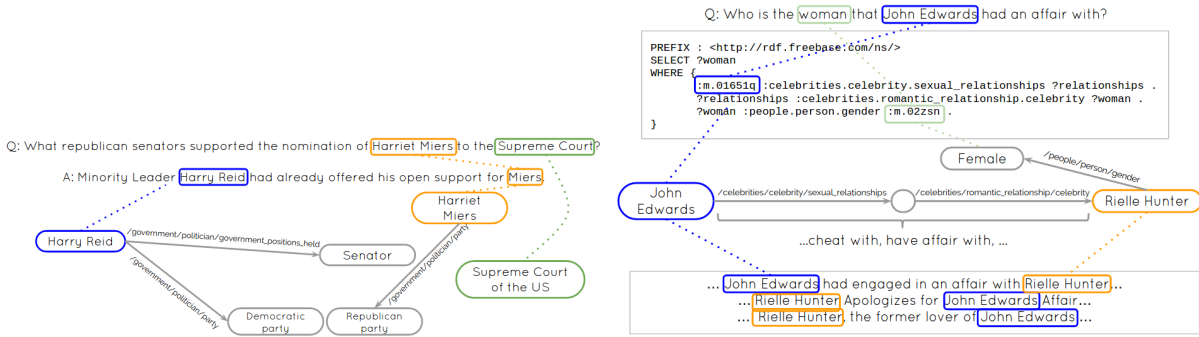 Q: What republican senators supported the nomination of Harriet Miers to the Supreme Court?
A: Minority Leader Harry Reid had already offered his open support for Miers.
Harriet
Miers
Harry Reid
/government/politician/government_positions_held
Senator
/government/politician/party
/government/politician/party
Supreme Court
of the US
Democratic
party
Republican
party
Q: Who is the woman that John Edwards had an affair with?
PREFIX : <http://rdf.freebase.com/ns/>
SELECT ?woman
WHERE {
:m.01651q :celebrities.celebrity.sexual_relationships ?relationships .
?relationships :celebrities.romantic_relationship.celebrity ?woman .
?woman :people.person.gender :m.02zsn .
}
Female
/people/person/gender
John
Edwards
/celebrities/celebrity/sexual_relationships
/celebrities/romantic_relationship/celebrity
Rielle Hunter
...cheat with, have affair with, ...
... John Edwards had engaged in an affair with Rielle Hunter...
... Rielle Hunter Apologizes for John Edwards Affair...
... Rielle Hunter, the former lover of John Edwards ...